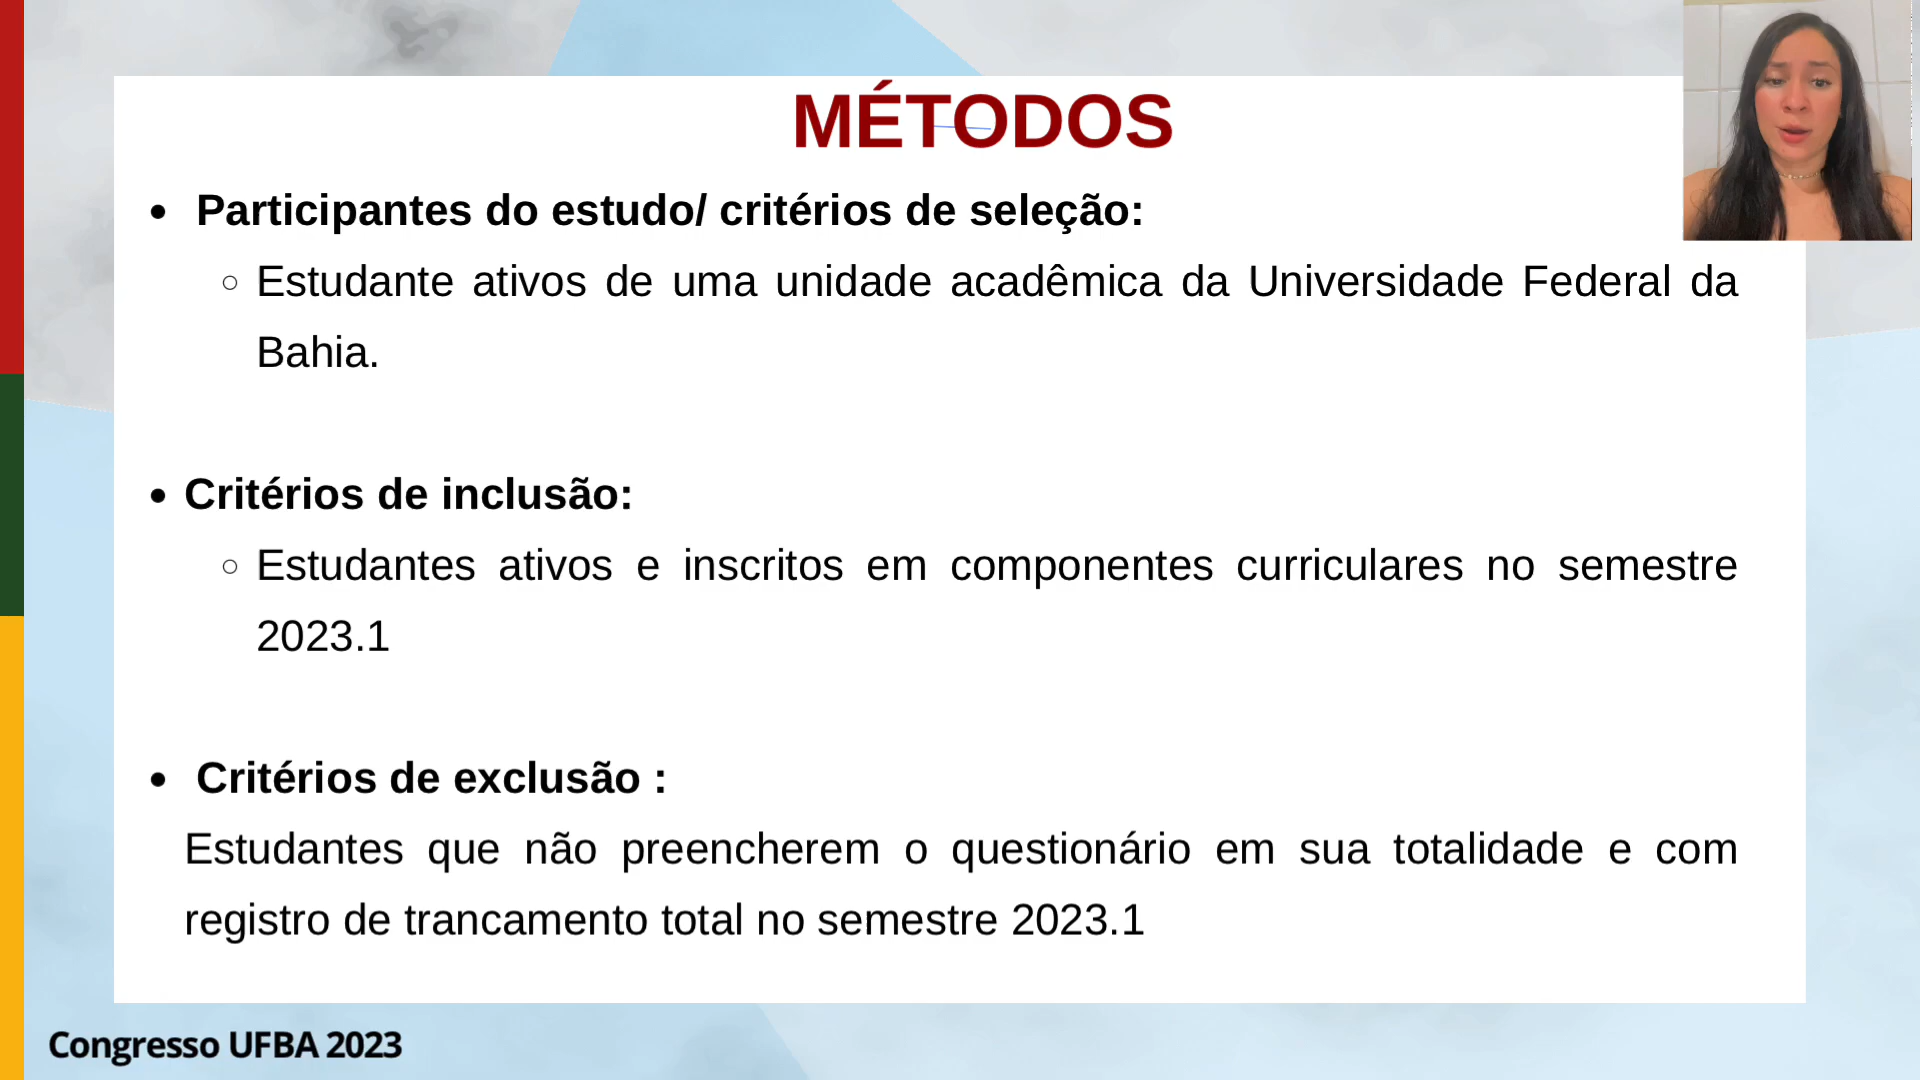 MÉTODOS
Participantes do estudo/ critérios de seleção:
Estudante ativos de uma unidade acadêmica da Universidade Federal da
Bahia.
Critérios de inclusão:
Estudantes ativos e inscritos em componentes curriculares no semestre
2023.1
Critérios de exclusão :
Estudantes que não preencherem o questionário em sua totalidade e com
registro de trancamento total no semestre 2023.1
Congresso UFBA 2023